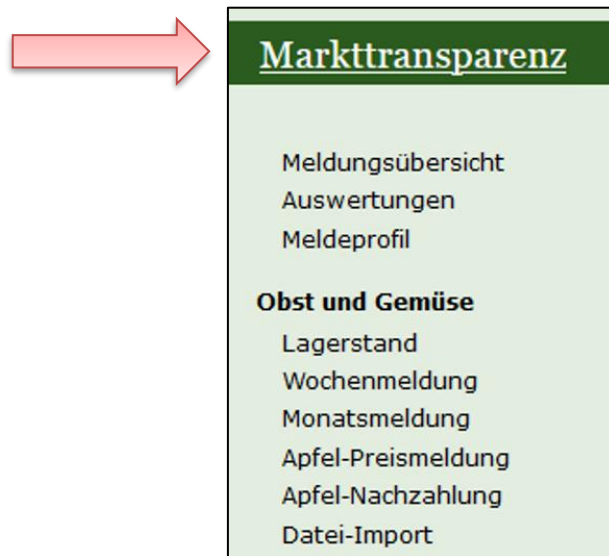 Markttransparenz
Meldungsübersicht
Auswertungen
Meldeprofil
Obst und Gemüse
Lagerstand
Wochenmeldung
Monatsmeldung
Apfel-Preismeldung
Apfel-Nachzahlung
Datei-Import